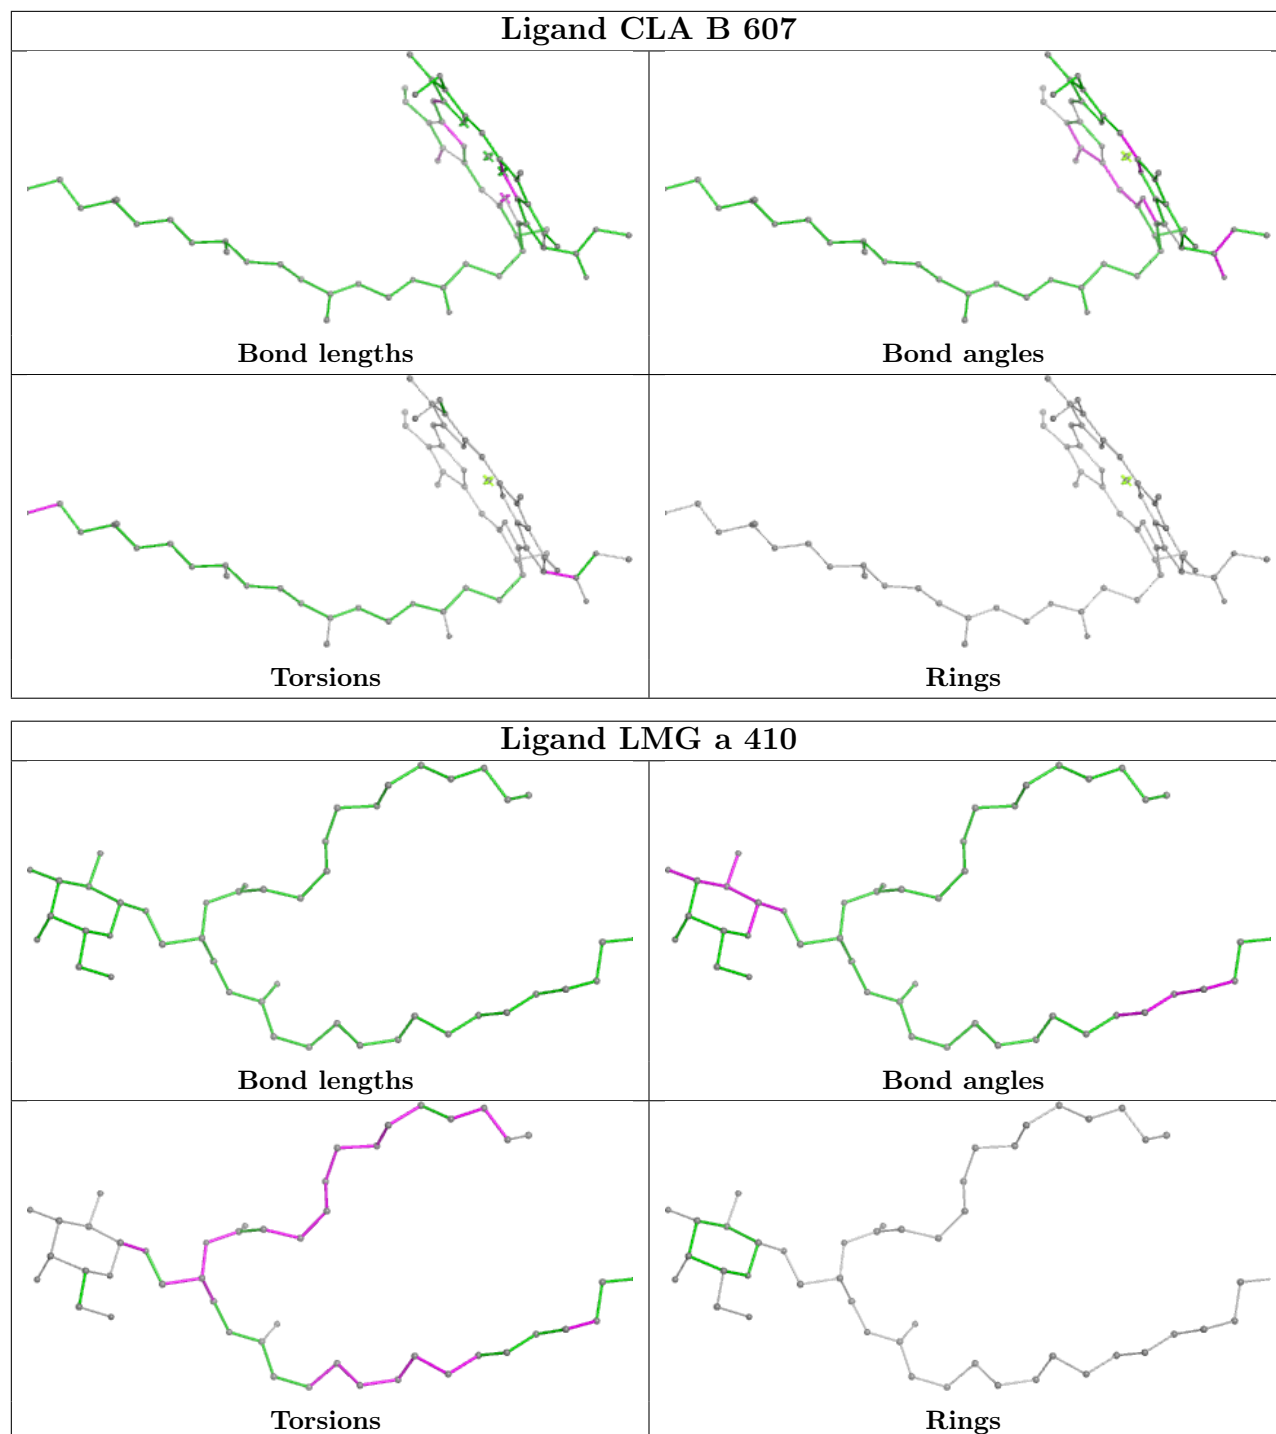 Ligand CLA B 607
Bond lengths
Bond angles
Torsions
Rings
Ligand LMG a 410
Bond lengths
Bond angles
Torsions
Rings